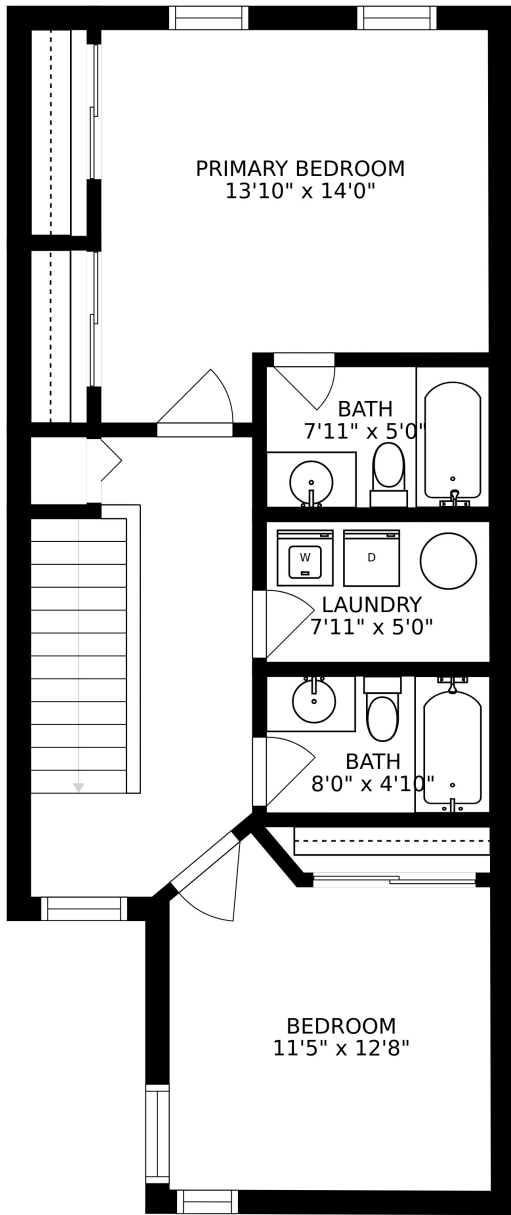 PRIMARY BEDROOM
13'10" x 14'0"
BATH
7'11" x 5'0"
W
D
LAUNDRY
7'11" x 5'0"
BATH
8'0" x 4'10"
BEDROOM
11'5" x 12'8"